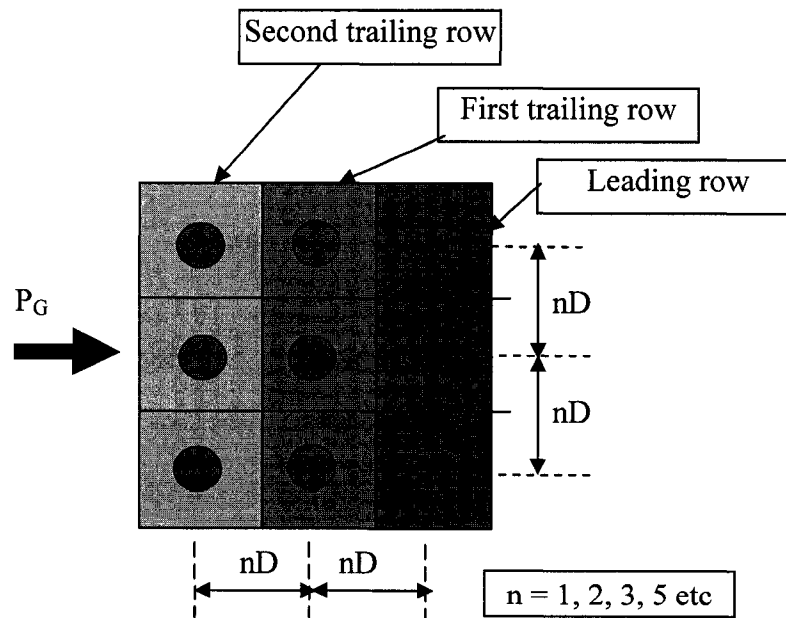 Second trailing row
First trailing row
Leading row
P_G
nD
nD
nD nD
n = 1, 2, 3, 5 etc